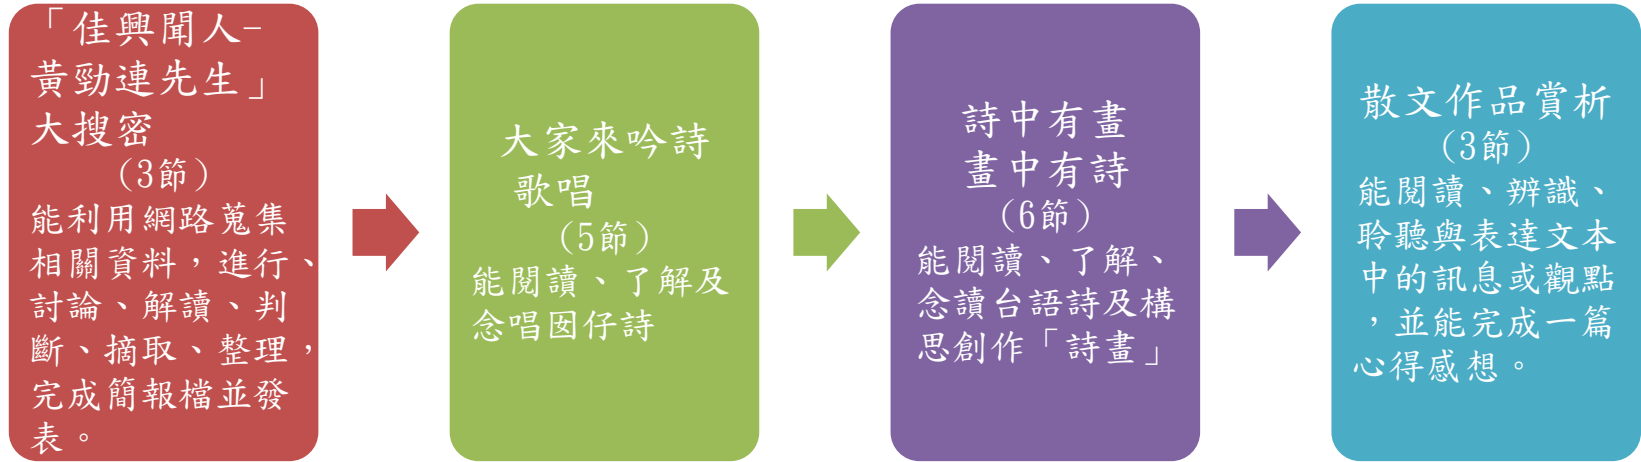 「佳興聞人-
黃勁連先生」
大搜密
(3節)
能利用網路蒐集
相關資料，進行、
討論、解讀、判
斷、摘取、整理，
完成簡報檔並發
表。
大家來吟詩
歌唱
(5節)
能閱讀、了解及
念唱囡仔詩
詩中有畫
畫中有詩
(6節)
能閱讀、了解、
念讀台語詩及構
思創作「詩畫」
散文作品賞析
(3節)
能閱讀、辨識、
聆聽與表達文本
中的訊息或觀點
，並能完成一篇
心得感想。